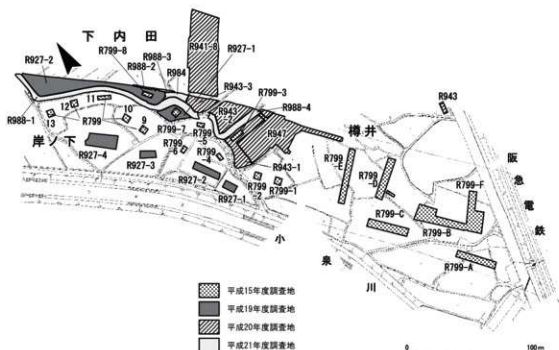 下内田
R941-8
R927-1
R927-2
R799-8
R988-3
R988-2
R984
R943-3
R799-3
R943-2
R988-4
R943
樽井
阪急電鉄
R947
R988-1
13
12
11
R799
10
9
R799-7
R799-6
R799-5
R799-4
岸ノ下
R927-4
R927-3
R943-1
R927-2
R927-1
R799-2
R799-1
R799-E
R799-D
R799-F
R799-C
R799-B
R799-A
小泉川
平成15年度調査地
平成19年度調査地
平成20年度調査地
平成21年度調査地
0 100m